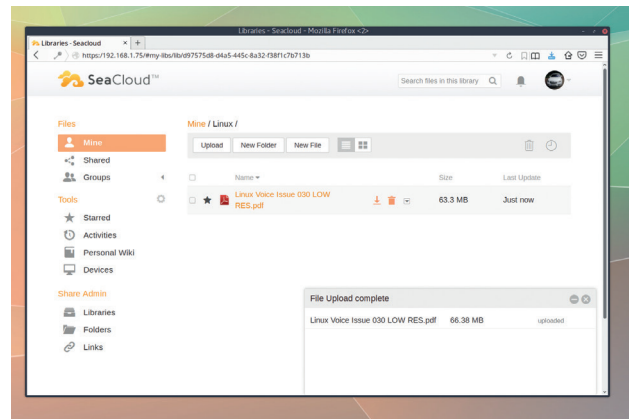 Libraries - Seacloud - Mozilla Firefox <2>
Libraries - Seacloud
https://192.168.1.75/#my-libs/lib/d97575d8-d4a5-445c-8a32-f38f1c7b713b
SeaCloud™
Search files in this library
Files
Mine
Shared
Groups
Tools
Starred
Activities
Personal Wiki
Devices
Share Admin
Libraries
Folders
Links
Mine / Linux /
Upload New Folder New File
Name Size Last Update
Linux Voice Issue 030 LOW
RES.pdf
63.3 MB Just now
File Upload complete
Linux Voice Issue 030 LOW RES.pdf 66.38 MB uploaded